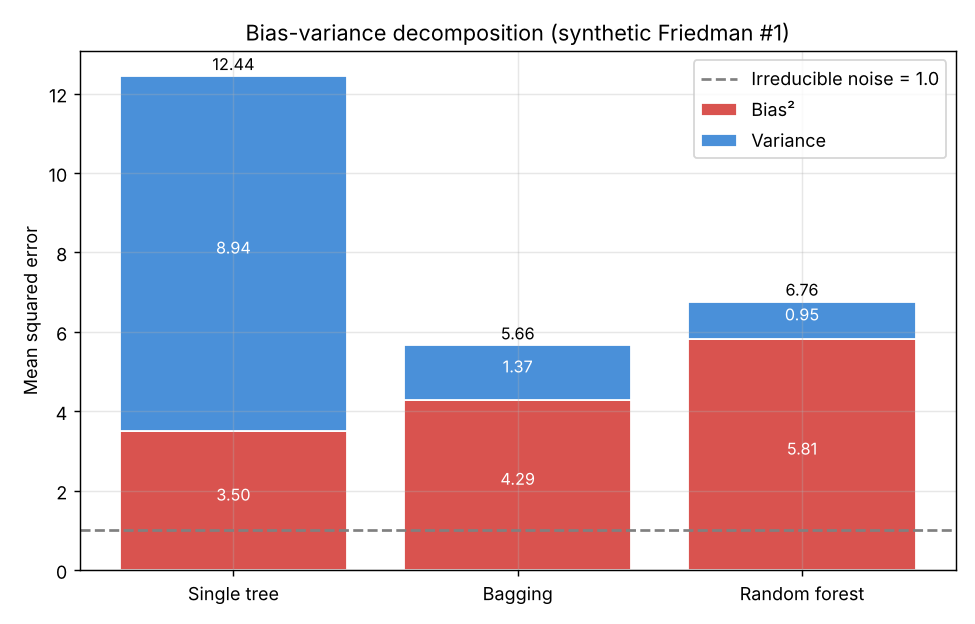 Bias-variance decomposition (synthetic Friedman #1)
Mean squared error
12
10
8
6
4
2
0
12.44
8.94
3.50
5.66
1.37
4.29
6.76
0.95
5.81
Irreducible noise = 1.0
Bias²
Variance
Single tree
Bagging
Random forest